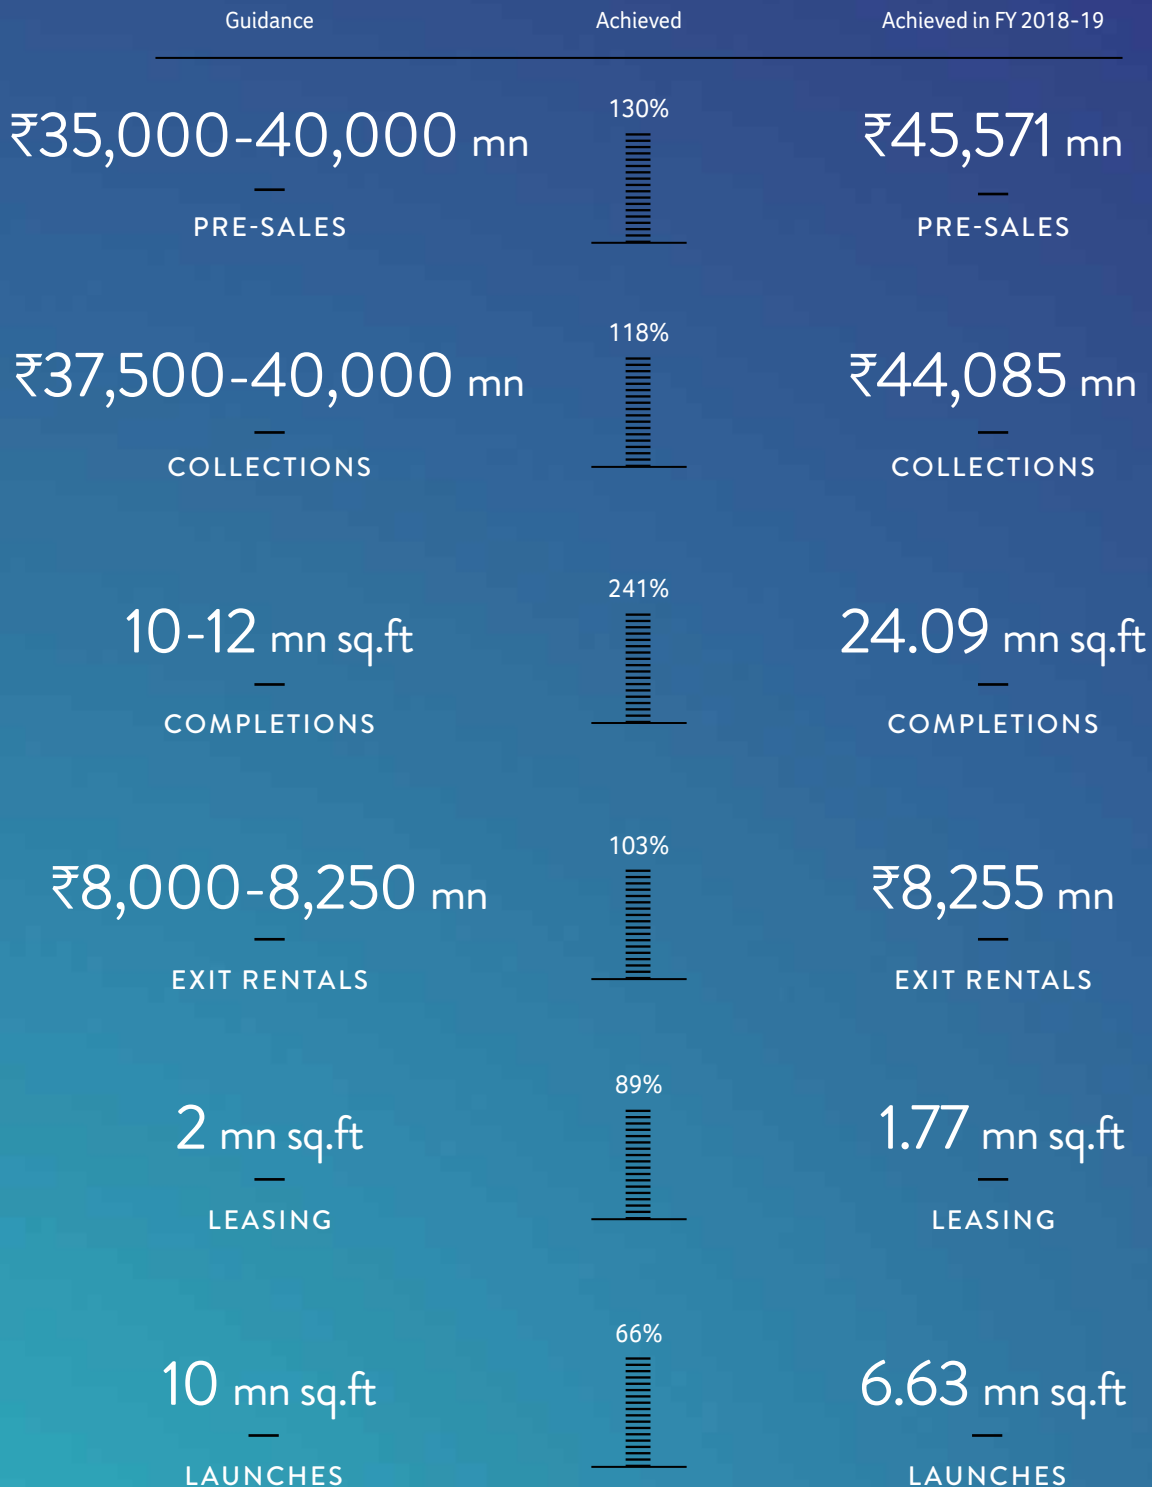 Guidance Achieved Achieved in FY 2018-19
₹35,000-40,000 mn 130% ₹45,571 mn
PRE-SALES PRE-SALES
₹37,500-40,000 mn 118% ₹44,085 mn
COLLECTIONS COLLECTIONS
10-12 mn sq.ft 241% 24.09 mn sq.ft
COMPLETIONS COMPLETIONS
₹8,000-8,250 mn 103% ₹8,255 mn
EXIT RENTALS EXIT RENTALS
2 mn sq.ft 89% 1.77 mn sq.ft
LEASING LEASING
10 mn sq.ft 66% 6.63 mn sq.ft
LAUNCHES LAUNCHES